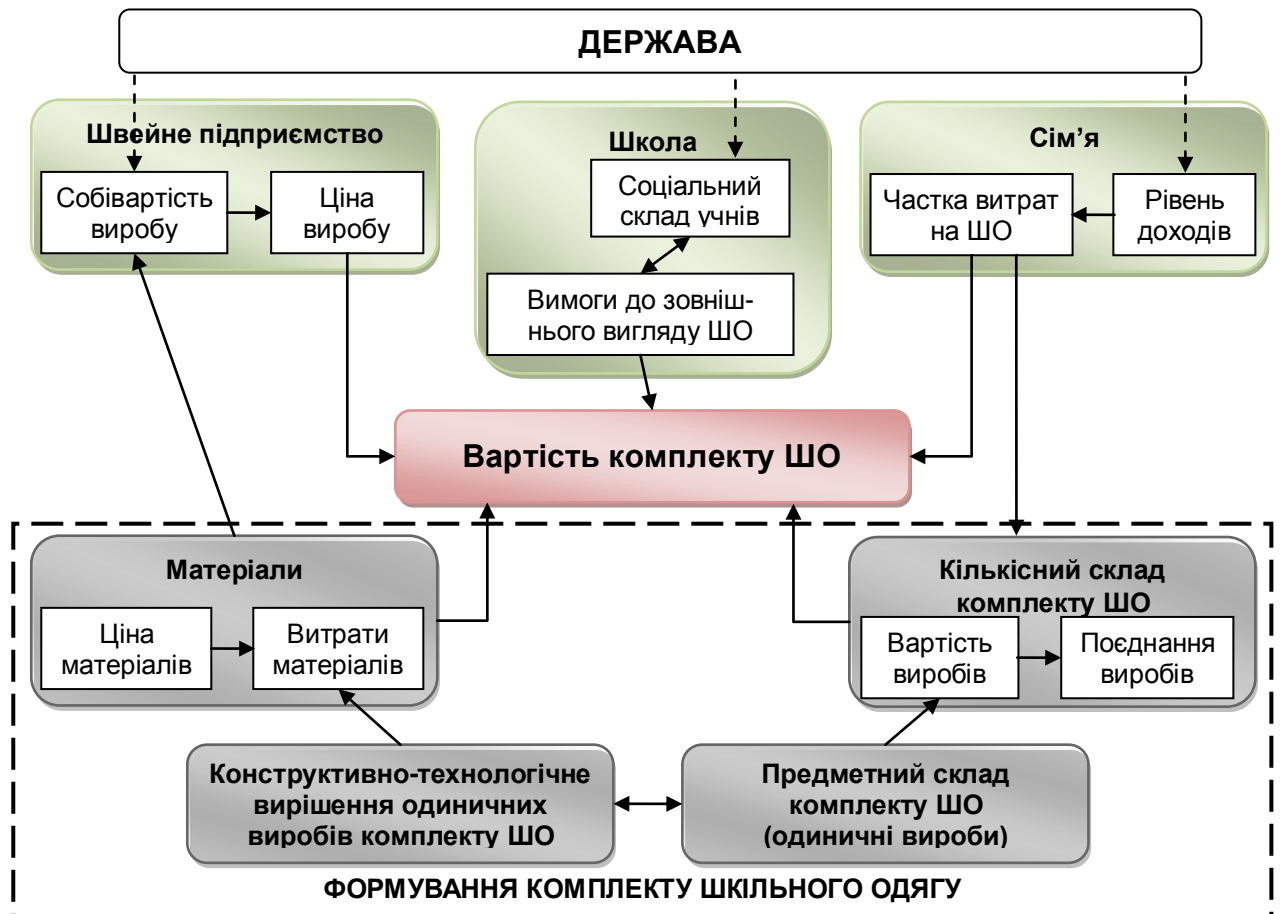 ДЕРЖАВА
Швейне підприємство
Собівартість
виробу
Ціна
виробу
Школа
Соціальний
склад учнів
Вимоги до зовніш-
нього вигляду ШО
Сім’я
Частка витрат
на ШО
Рівень
доходів
Вартість комплекту ШО
Матеріали
Ціна
матеріалів
Витрати
матеріалів
Кількісний склад
комплекту ШО
Вартість
виробів
Поєднання
виробів
Конструктивно-технологічне
вирішення одиничних
виробів комплекту ШО
Предметний склад
комплекту ШО
(одиничні вироби)
ФОРМУВАННЯ КОМПЛЕКТУ ШКІЛЬНОГО ОДЯГУ